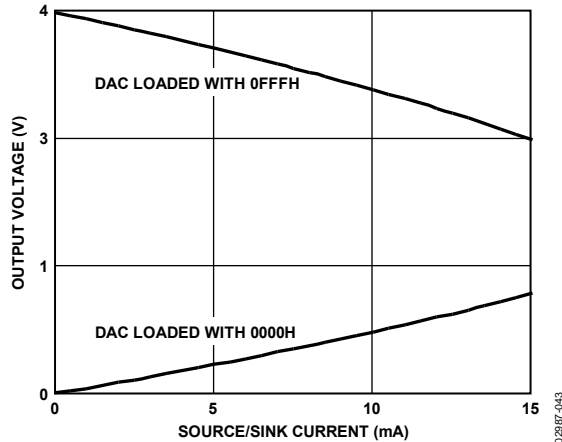 4
DAC LOADED WITH 0FFFH
3
OUTPUT VOLTAGE (V)
1
DAC LOADED WITH 0000H
0
0 5 10 15
SOURCE/SINK CURRENT (mA)
02987-043